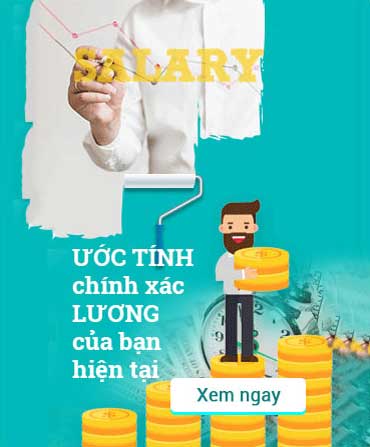 SALARY
ƯỚC TÍNH
chính xác
LƯƠNG
của bạn
hiện tại
Xem ngay